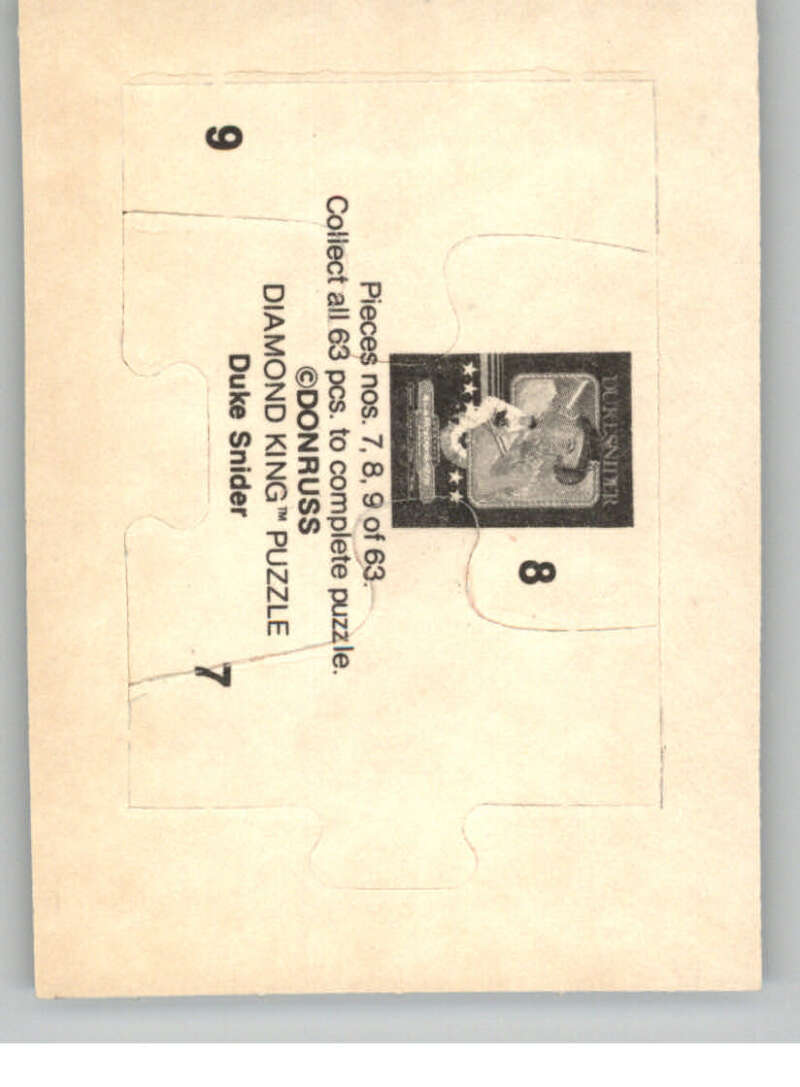 9
DUKE SNIDER
8
Pieces nos. 7, 8, 9 of 63.
Collect all 63 pcs. to complete puzzle.
©DONRUSS
DIAMOND KING™ PUZZLE
Duke Snider
7